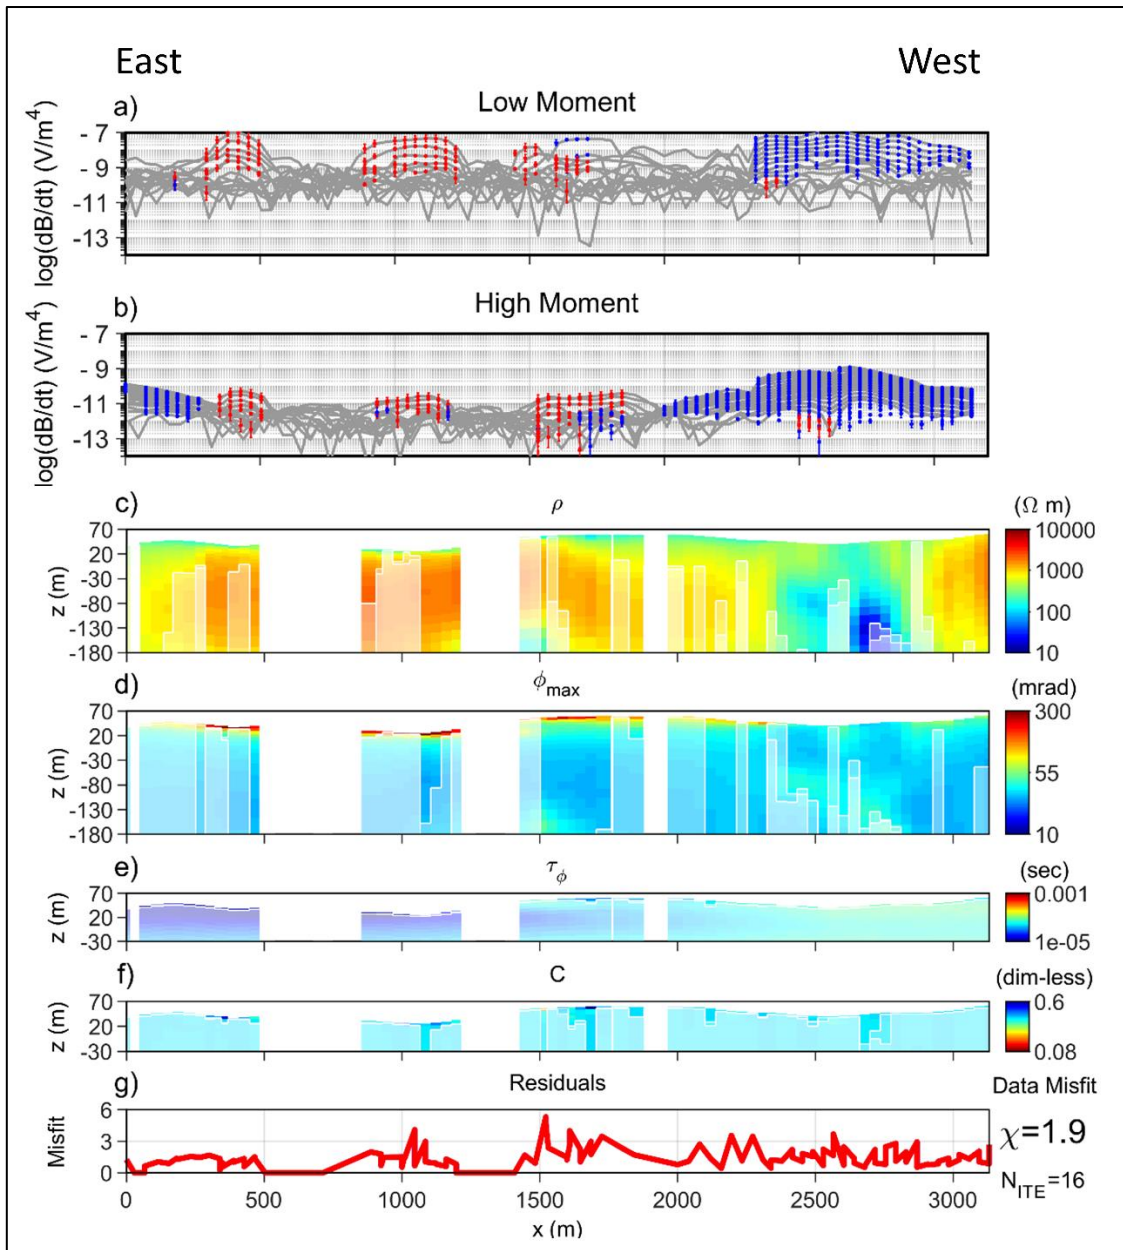 East West
a) Low Moment
log(dB/dt) (V/m⁴)
- 7
-9
-11
-13
b) High Moment
log(dB/dt) (V/m⁴)
- 7
- 9
-11
-13
c) ρ (Ω m)
z (m)
70
20
-30
-80
-130
-180
10000
1000
100
10
d) ϕmax (mrad)
z (m)
70
20
-30
-80
-130
-180
300
55
10
e) τϕ (sec)
z (m)
70
20
-30
0.001
1e-05
f) C (dim-less)
z (m)
70
20
-30
0.6
0.08
g) Residuals Data Misfit
Misfit
6
3
0
χ=1.9
N_ITE=16
0 500 1000 1500 2000 2500 3000
x (m)